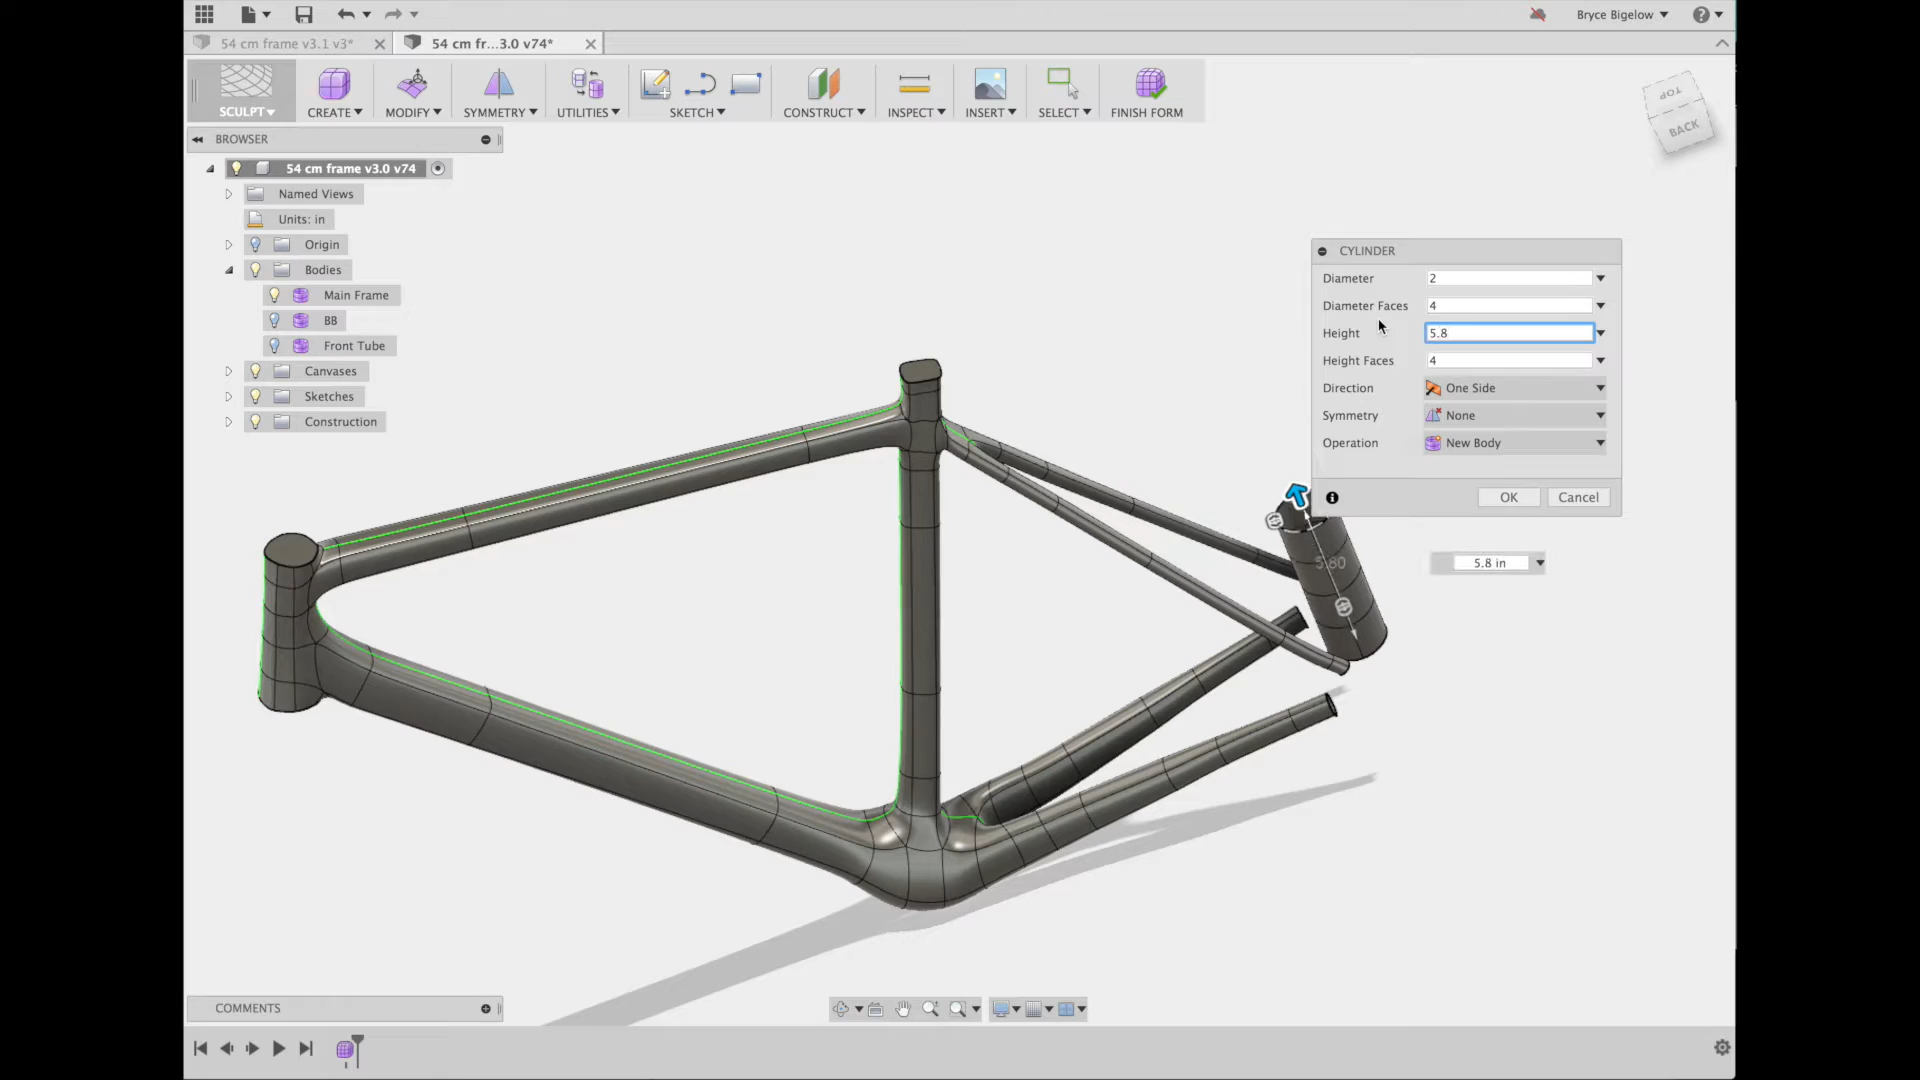 Bryce Bigelow
54 cm frame v3.1 v3*
54 cm fr...3.0 v74*
SCULPT
CREATE
MODIFY
SYMMETRY
UTILITIES
SKETCH
CONSTRUCT
INSPECT
INSERT
SELECT
FINISH FORM
TOP
BACK
BROWSER
54 cm frame v3.0 v74
Named Views
Units: in
Origin
Bodies
Main Frame
BB
Front Tube
Canvases
Sketches
Construction
CYLINDER
Diameter 2
Diameter Faces 4
Height 5.8
Height Faces 4
Direction One Side
Symmetry None
Operation New Body
OK Cancel
5.80
5.8 in
COMMENTS